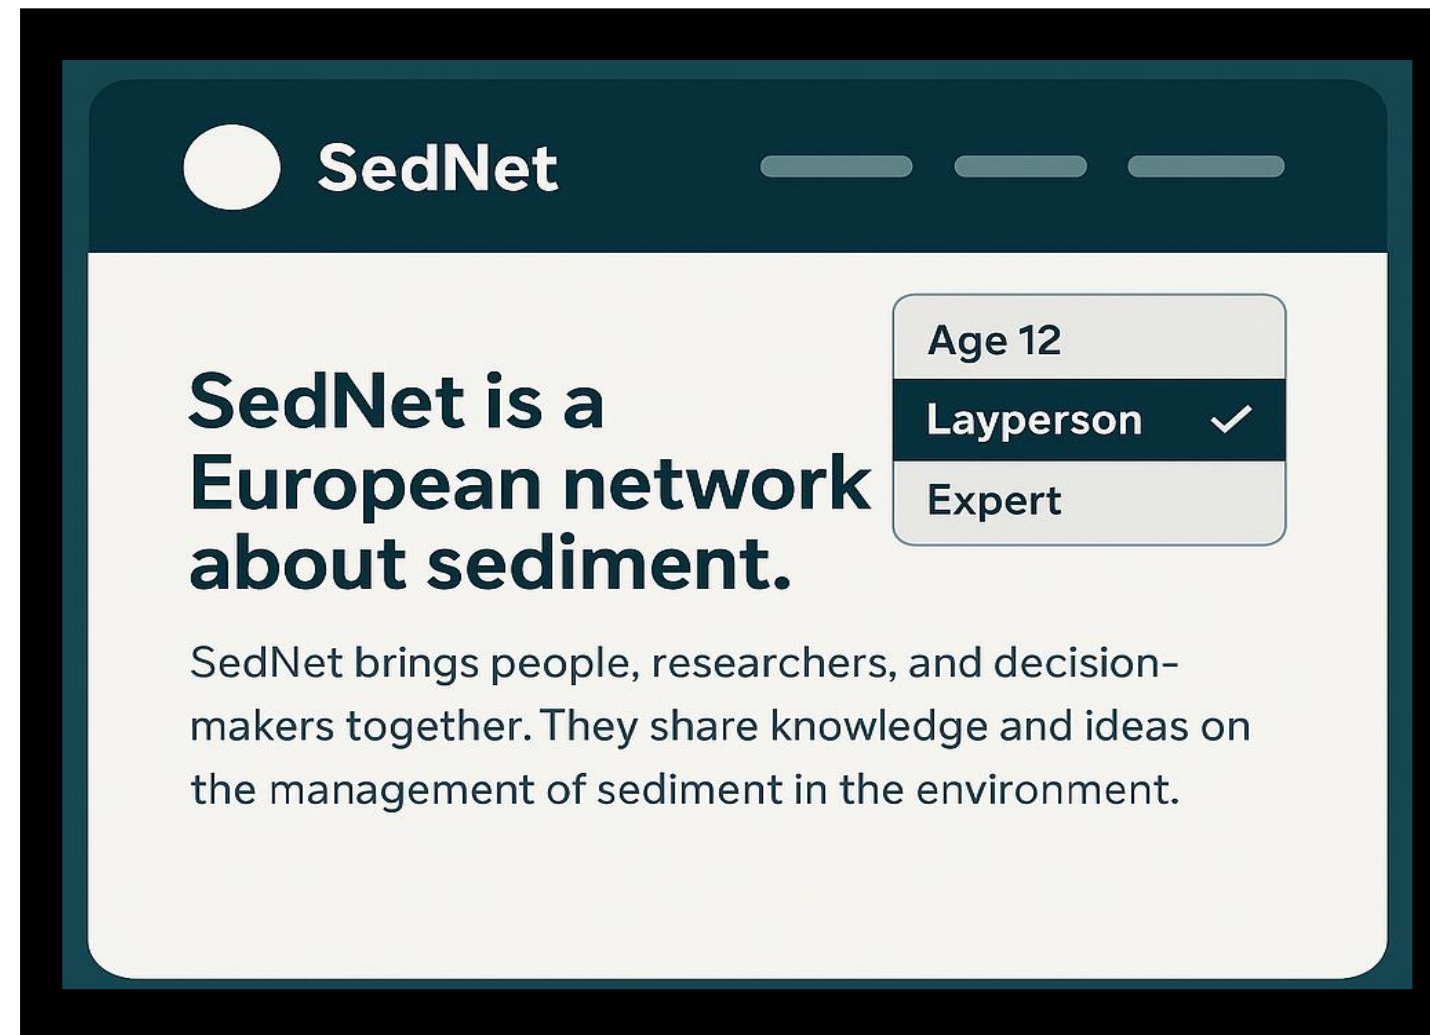 SedNet
Age 12
Layperson
Expert
SedNet is a
European network
about sediment.
SedNet brings people, researchers, and decision-
makers together. They share knowledge and ideas on
the management of sediment in the environment.